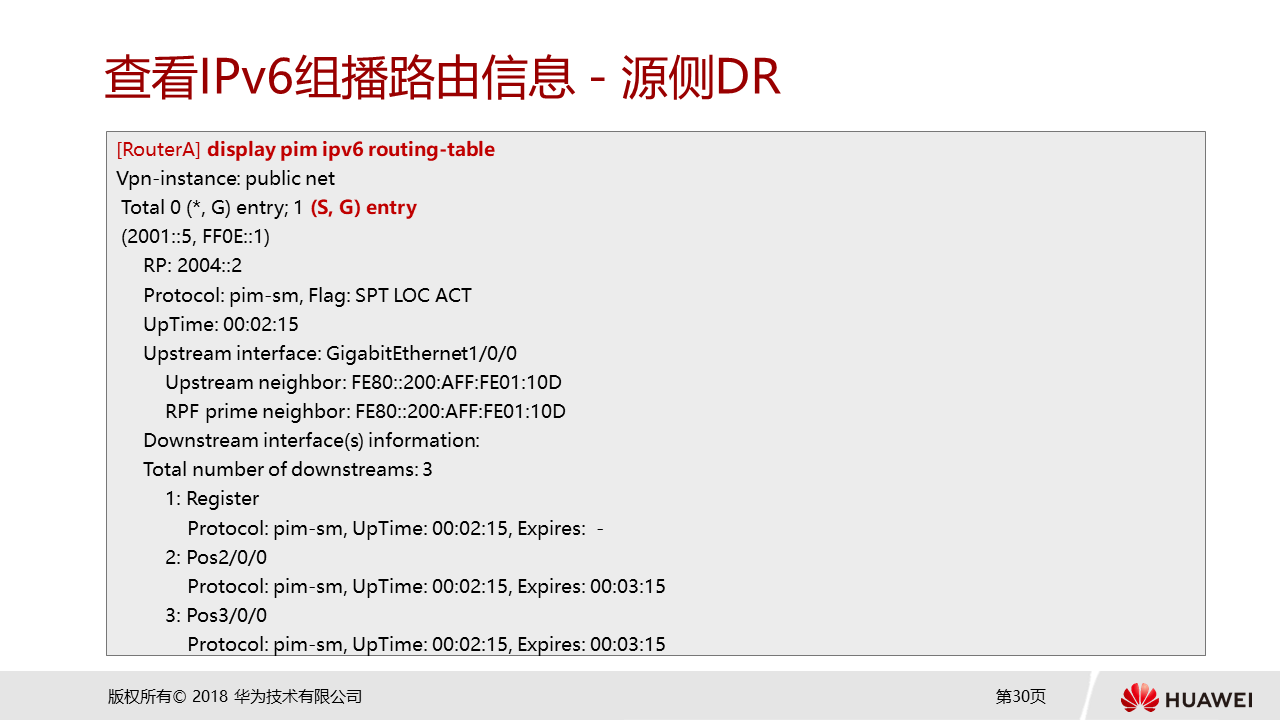 查看IPv6组播路由信息 - 源侧DR
[RouterA] display pim ipv6 routing-table
Vpn-instance: public net
Total 0 (*, G) entry; 1 (S, G) entry
(2001::5, FF0E::1)
RP: 2004::2
Protocol: pim-sm, Flag: SPT LOC ACT
UpTime: 00:02:15
Upstream interface: GigabitEthernet1/0/0
Upstream neighbor: FE80::200:AFF:FE01:10D
RPF prime neighbor: FE80::200:AFF:FE01:10D
Downstream interface(s) information:
Total number of downstreams: 3
1: Register
Protocol: pim-sm, UpTime: 00:02:15, Expires: -
2: Pos2/0/0
Protocol: pim-sm, UpTime: 00:02:15, Expires: 00:03:15
3: Pos3/0/0
Protocol: pim-sm, UpTime: 00:02:15, Expires: 00:03:15
版权所有© 2018 华为技术有限公司
第30页
HUAWEI